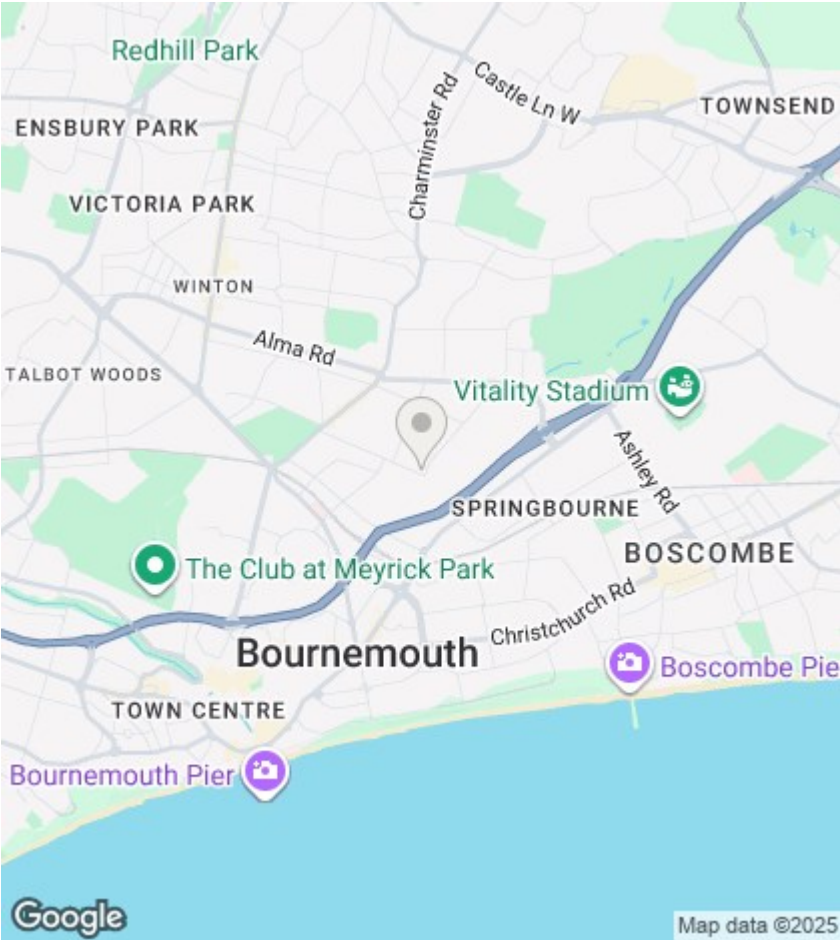 Redhill Park
Castle Ln W
TOWNSEND
ENSBURY PARK
Charminster Rd
VICTORIA PARK
WINTON
Alma Rd
TALBOT WOODS
Vitality Stadium
Ashley Rd
SPRINGBOURNE
BOSCOMBE
The Club at Meyrick Park
Christchurch Rd
Bournemouth
Boscombe Pie
TOWN CENTRE
Bournemouth Pier
Google
Map data ©2025